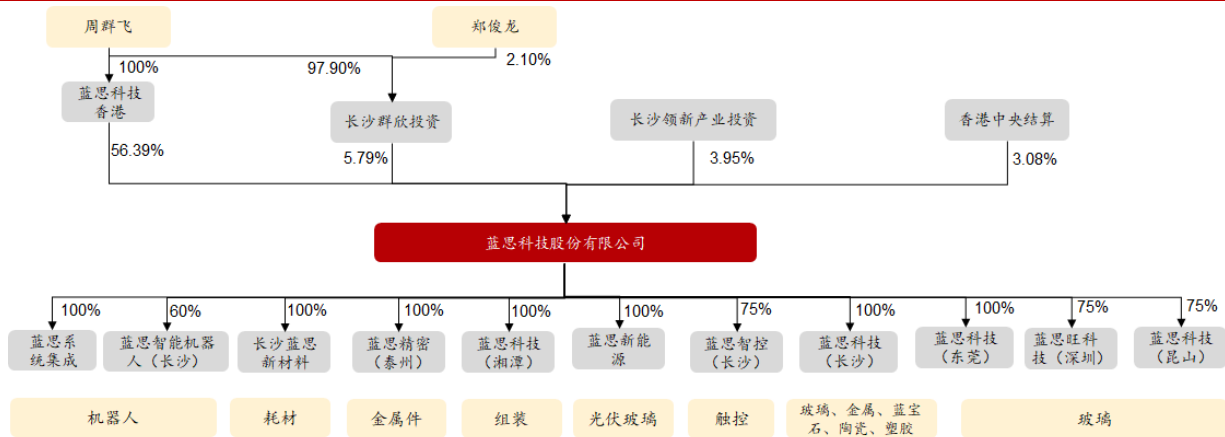 周群飞
郑俊龙
100%
97.90%
2.10%
蓝思科技
香港
长沙群欣投资
长沙领新产业投资
香港中央结算
56.39%
5.79%
3.95%
3.08%
蓝思科技股份有限公司
100%
60%
100%
100%
100%
100%
75%
100%
100%
75%
75%
蓝思系
统集成
蓝思智能机器
人（长沙）
长沙蓝思
新材料
蓝思精密
（泰州）
蓝思科技
（湘潭）
蓝思新能
源
蓝思智控
（长沙）
蓝思科技
（长沙）
蓝思科技
（东莞）
蓝思旺科
技（深圳）
蓝思科技
（昆山）
机器人
耗材
金属件
组装
光伏玻璃
触控
玻璃、金属、蓝宝
石、陶瓷、塑胶
玻璃